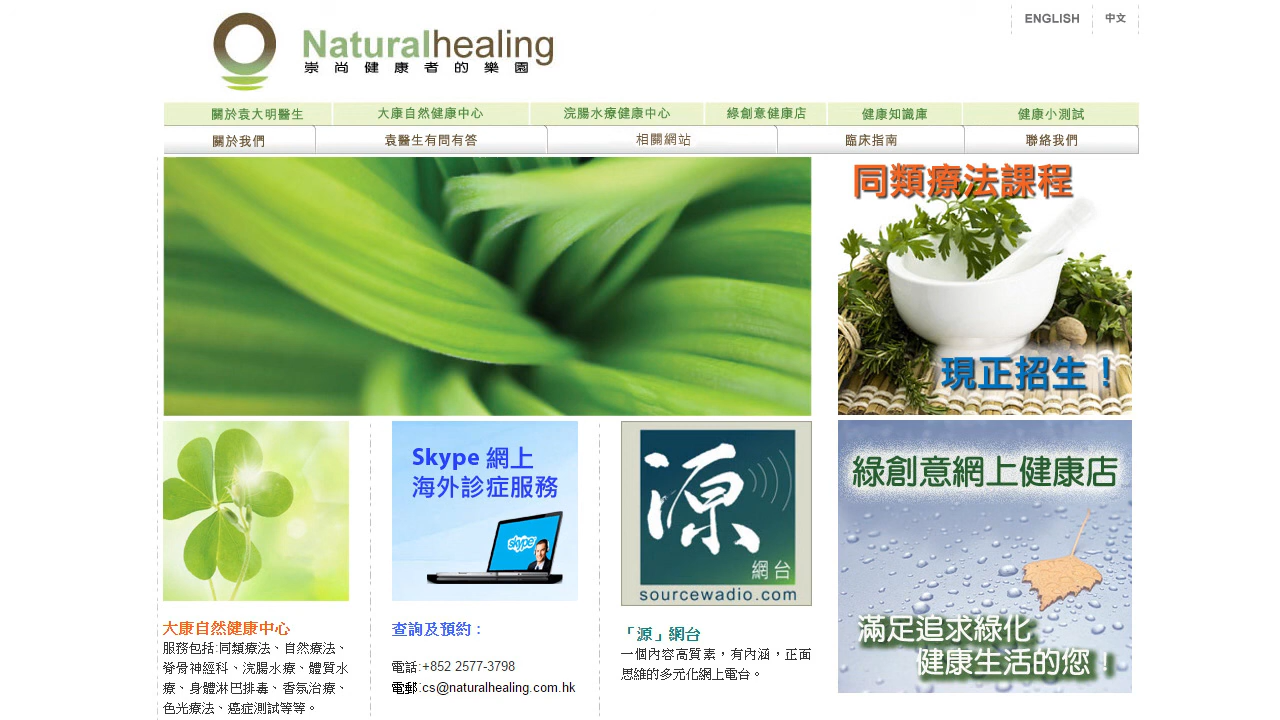 ENGLISH 中文
Naturalhealing
崇尚健康者的樂園
關於袁大明醫生 大康自然健康中心 浣腸水療健康中心 綠創意健康店 健康知識庫 健康小測試
關於我們 袁醫生有問有答 相關網站 臨床指南 聯絡我們
同類療法課程
現正招生！
Skype 網上
海外診症服務
skype
源
網台
sourcewadio.com
綠創意網上健康店
滿足追求綠化
健康生活的您！
大康自然健康中心
服務包括:同類療法、自然療法、
脊骨神經科、浣腸水療、體質水
療、身體淋巴排毒、香氛治療、
色光療法、癌症測試等等。
查詢及預約：
電話:+852 2577-3798
電郵:cs@naturalhealing.com.hk
「源」網台
一個內容高質素，有內涵，正面
思維的多元化網上電台。